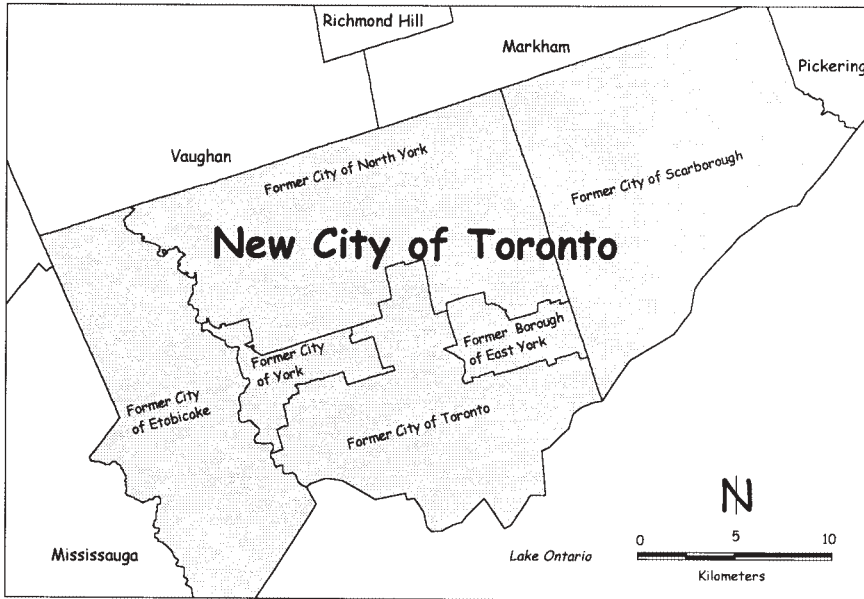 Richmond Hill
Markham
Pickering
Vaughan
Former City of North York
Former City of Scarborough
New City of Toronto
Former Borough
of East York
Former City
of York
Former City
of Etobicoke
Former City of Toronto
N
0 5 10
Kilometers
Lake Ontario
Mississauga